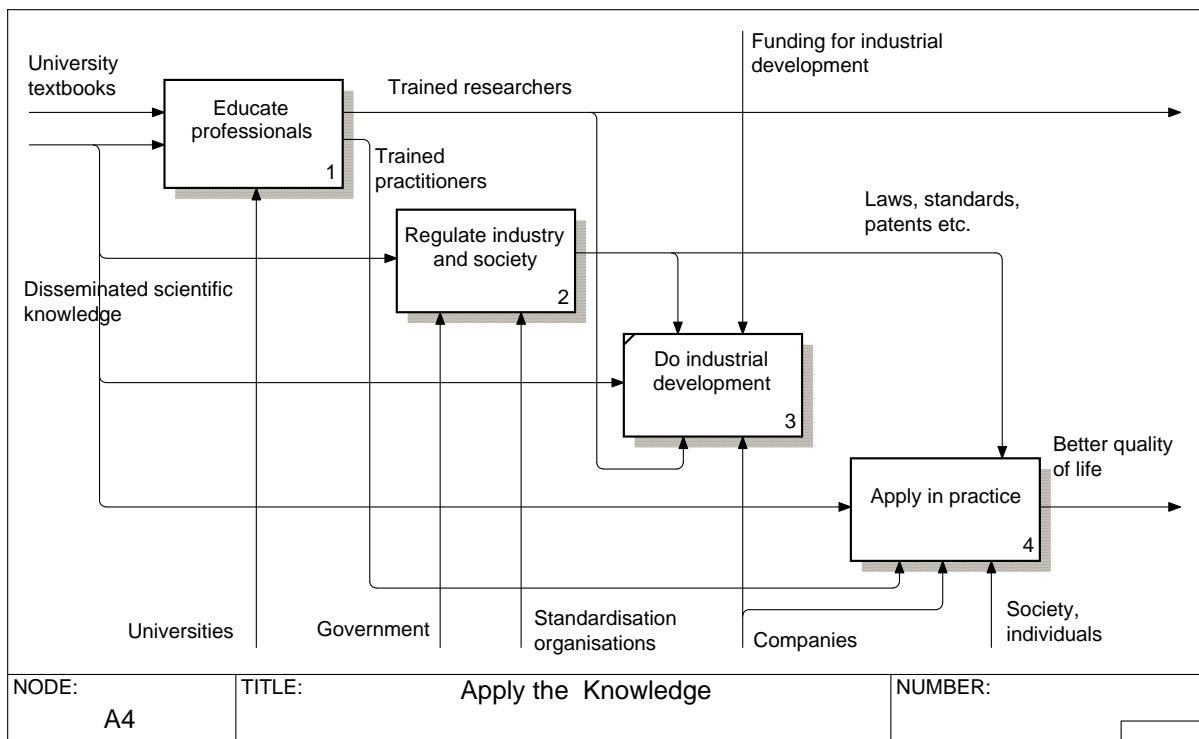 University
textbooks
Educate
professionals
1
Trained researchers
Funding for industrial
development
Trained
practitioners
Regulate industry
and society
2
Laws, standards,
patents etc.
Disseminated scientific
knowledge
Do industrial
development
3
Better quality
of life
Apply in practice
4
Universities
Government
Standardisation
organisations
Companies
Society,
individuals
NODE:
A4
TITLE:
Apply the  Knowledge
NUMBER: